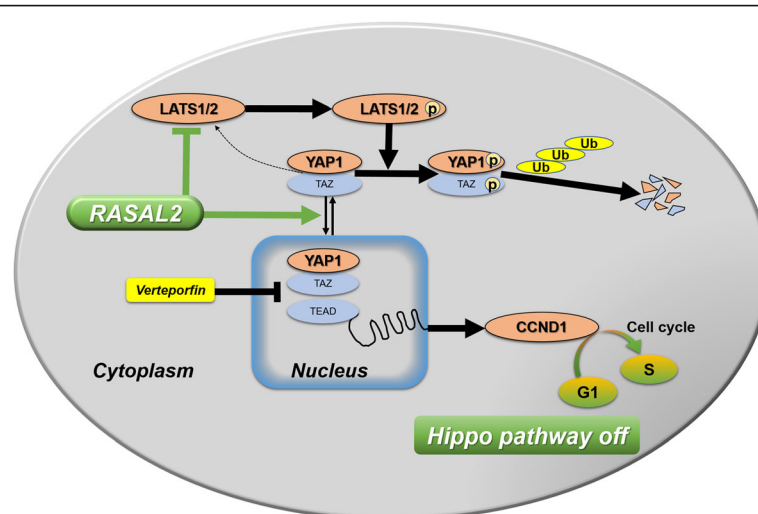 LATS1/2
LATS1/2 p
YAP1
TAZ
YAP1 p
TAZ p
Ub
Ub
Ub
RASAL2
YAP1
TAZ
TEAD
Verteporfin
CCND1
Cell cycle
S
G1
Cytoplasm
Nucleus
Hippo pathway off